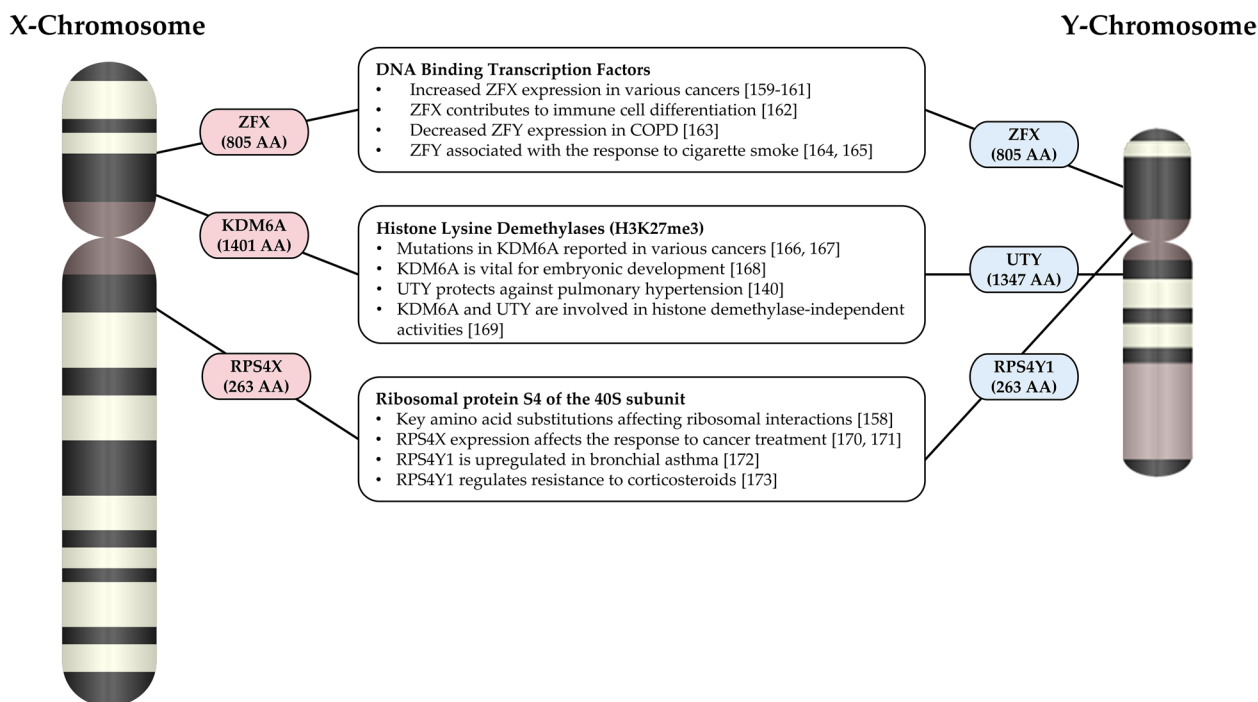 X-Chromosome
Y-Chromosome
ZFX
(805 AA)
DNA Binding Transcription Factors
• Increased ZFX expression in various cancers [159-161]
• ZFX contributes to immune cell differentiation [162]
• Decreased ZFY expression in COPD [163]
• ZFY associated with the response to cigarette smoke [164, 165]
ZFX
(805 AA)
KDM6A
(1401 AA)
Histone Lysine Demethylases (H3K27me3)
• Mutations in KDM6A reported in various cancers [166, 167]
• KDM6A is vital for embryonic development [168]
• UTY protects against pulmonary hypertension [140]
• KDM6A and UTY are involved in histone demethylase-independent
activities [169]
UTY
(1347 AA)
RPS4X
(263 AA)
Ribosomal protein S4 of the 40S subunit
• Key amino acid substitutions affecting ribosomal interactions [158]
• RPS4X expression affects the response to cancer treatment [170, 171]
• RPS4Y1 is upregulated in bronchial asthma [172]
• RPS4Y1 regulates resistance to corticosteroids [173]
RPS4Y1
(263 AA)